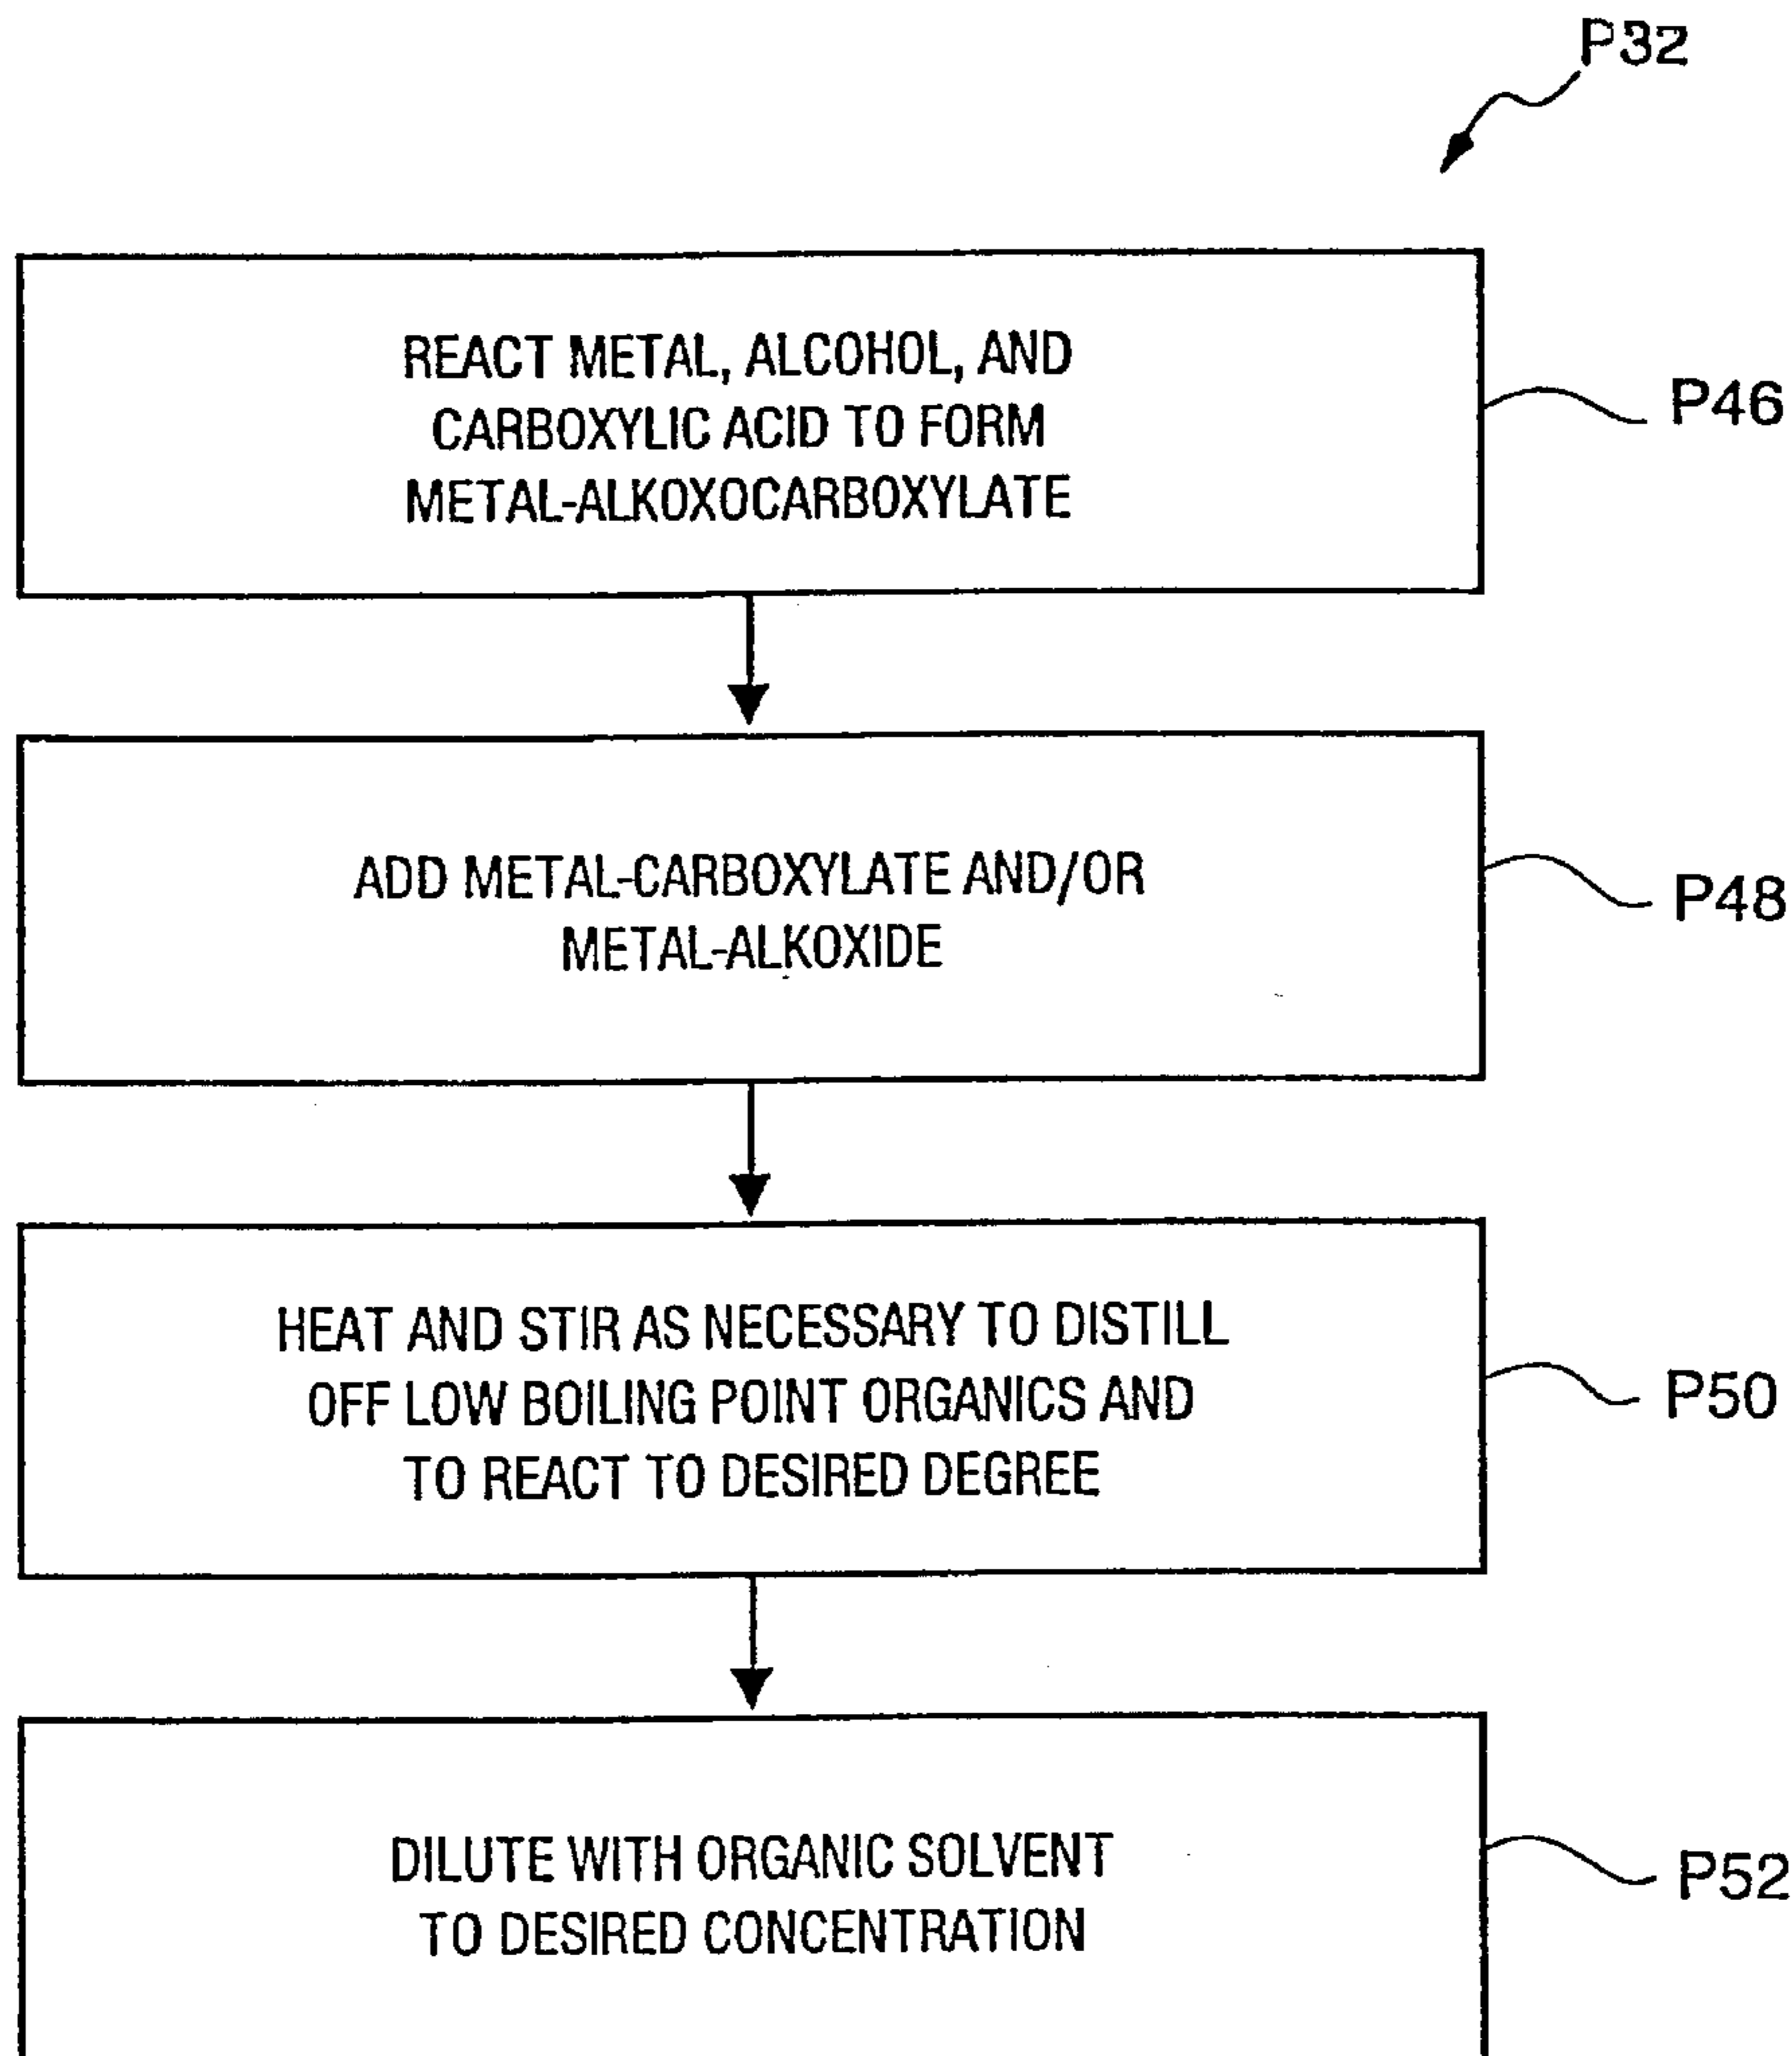 P32
REACT METAL, ALCOHOL, AND
CARBOXYLIC ACID TO FORM
METAL-ALKOXOCARBOXYLATE
P46
ADD METAL-CARBOXYLATE AND/OR
METAL-ALKOXIDE
P48
HEAT AND STIR AS NECESSARY TO DISTILL
OFF LOW BOILING POINT ORGANICS AND
TO REACT TO DESIRED DEGREE
P50
DILUTE WITH ORGANIC SOLVENT
TO DESIRED CONCENTRATION
P52